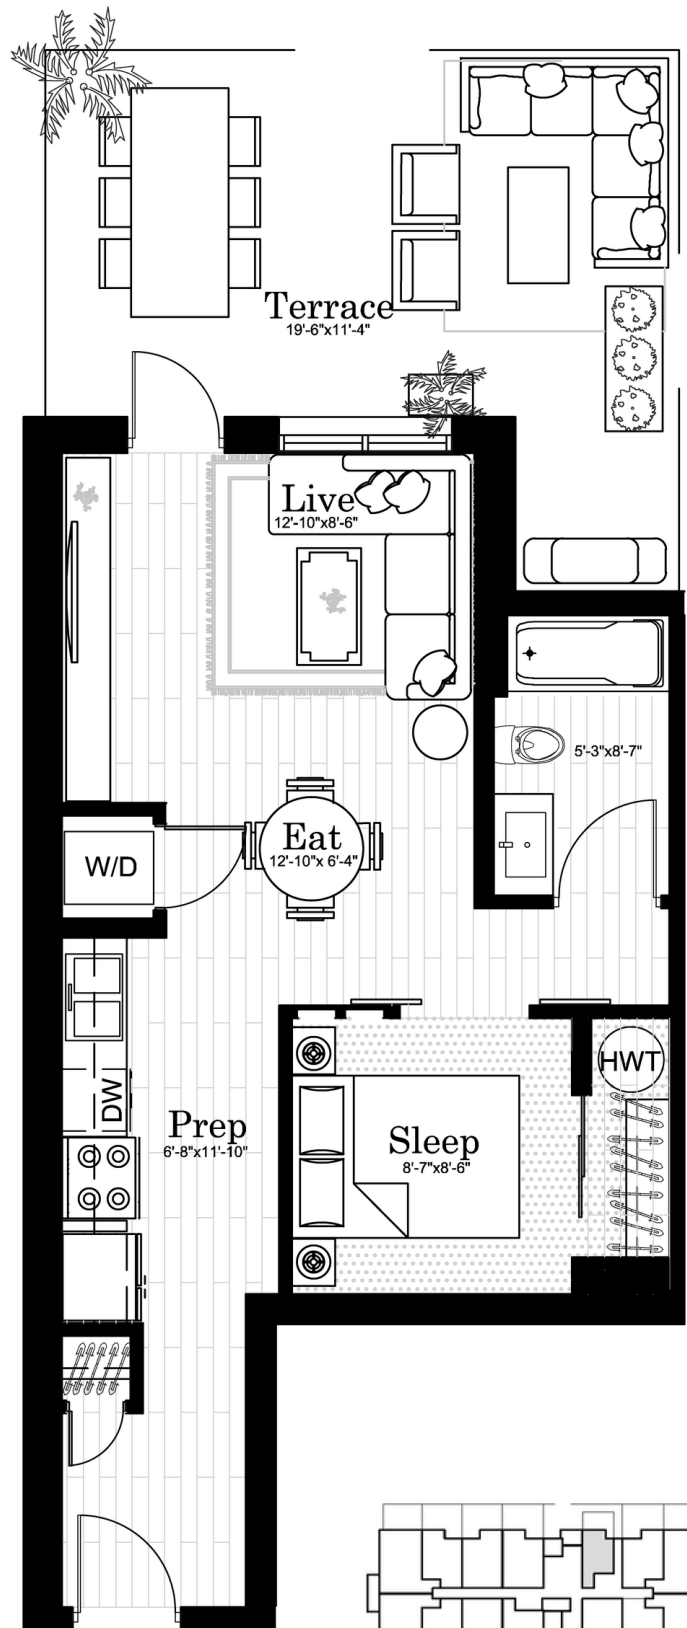 Terrace
19'-6"x11'-4"
Live
12'-10"x8'-6"
5'-3"x8'-7"
Eat
12'-10"x 6'-4"
W/D
HWT
DW
Prep
6'-8"x11'-10"
Sleep
8'-7"x8'-6"